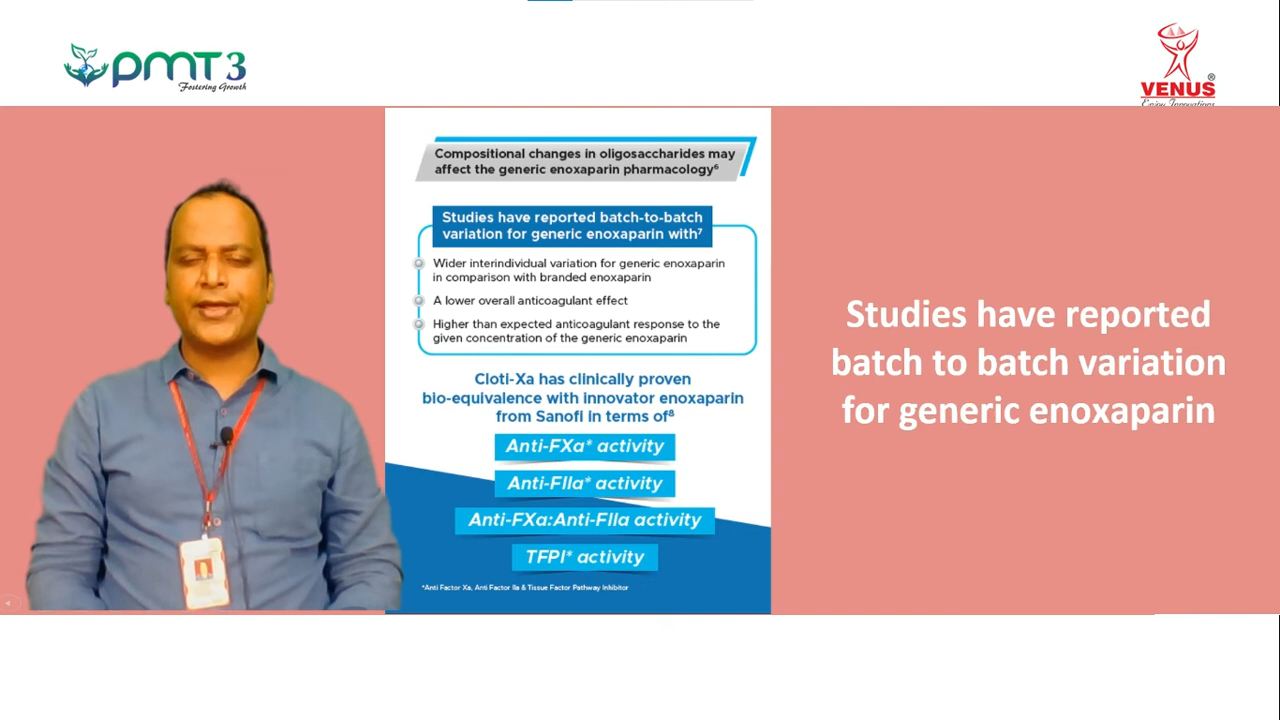 pmt3
Fostering Growth
VENUS®
Enjoy Innovations
Compositional changes in oligosaccharides may
affect the generic enoxaparin pharmacology⁶
Studies have reported batch-to-batch
variation for generic enoxaparin with⁷
Wider interindividual variation for generic enoxaparin
in comparison with branded enoxaparin
A lower overall anticoagulant effect
Higher than expected anticoagulant response to the
given concentration of the generic enoxaparin
Cloti-Xa has clinically proven
bio-equivalence with innovator enoxaparin
from Sanofi in terms of⁸
Anti-FXa* activity
Anti-FIIa* activity
Anti-FXa:Anti-FIIa activity
TFPI* activity
*Anti Factor Xa, Anti Factor IIa & Tissue Factor Pathway Inhibitor
Studies have reported
batch to batch variation
for generic enoxaparin